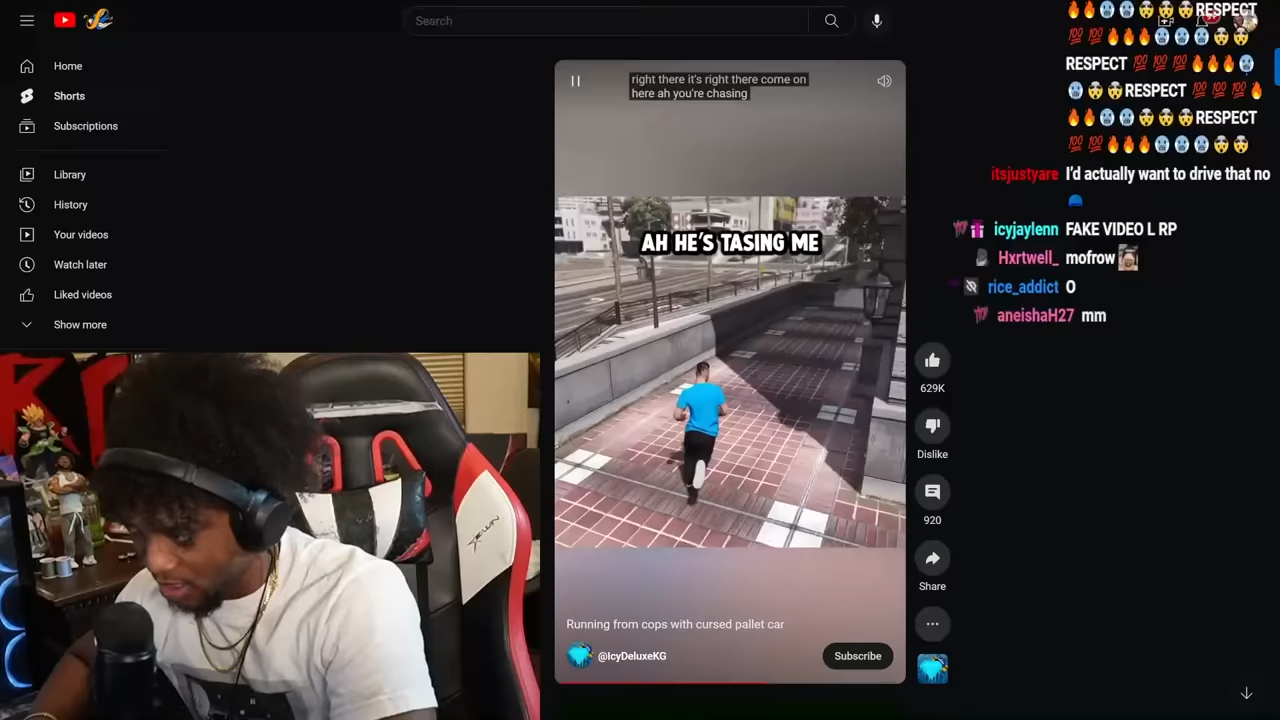 Search
Home
Shorts
Subscriptions
Library
History
Your videos
Watch later
Liked videos
Show more
right there it's right there come on
here ah you're chasing
AH HE'S TASING ME
Running from cops with cursed pallet car
@IcyDeluxeKG
Subscribe
629K
Dislike
920
Share
🔥🔥🥶🥶🤯🤯🤯RESPECT
💯💯🔥🔥🔥🥶🥶🥶🤯🤯
RESPECT 💯💯💯🔥🔥🔥🥶
🥶🤯🤯RESPECT 💯💯💯🔥
🔥🔥🥶🥶🤯🤯🤯RESPECT
💯💯🔥🔥🔥🥶🥶🥶🤯🤯
itsjustyare I'd actually want to drive that no
🧢
icyjaylenn FAKE VIDEO L RP
Hxrtwell_ mofrow
rice_addict O
aneishaH27 mm